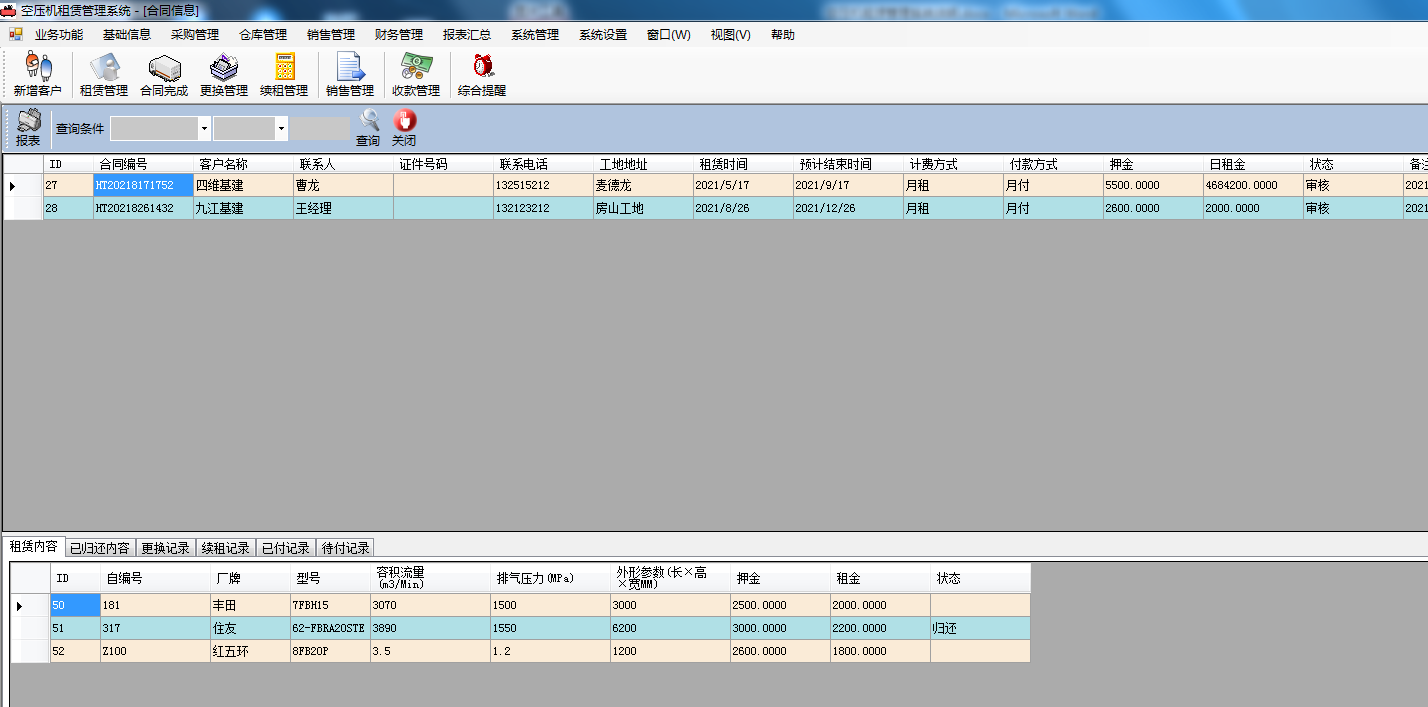 空压机租赁管理系统 - [合同信息]
业务功能 基础信息 采购管理 仓库管理 销售管理 财务管理 报表汇总 系统管理 系统设置 窗口(W) 视图(V) 帮助
新增客户 租赁管理 合同完成 更换管理 续租管理 销售管理 收款管理 综合提醒
报表 查询条件 查询 关闭
ID 合同编号 客户名称 联系人 证件号码 联系电话 工地地址 租赁时间 预计结束时间 计费方式 付款方式 押金 日租金 状态 备注
27 HT20218171752 四维基建 曹龙 132515212 麦德龙 2021/5/17 2021/9/17 月租 月付 5500.0000 4684200.0000 审核 2021
28 HT20218261432 九江基建 王经理 132123212 房山工地 2021/8/26 2021/12/26 月租 月付 2600.0000 2000.0000 审核 2021
租赁内容 已归还内容 更换记录 续租记录 已付记录 待付记录
ID 自编号 厂牌 型号 容积流量(m3/Min) 排气压力(MPa) 外形参数(长×高×宽MM) 押金 租金 状态
50 181 丰田 7FBH15 3070 1500 3000 2500.0000 2000.0000
51 317 住友 62-FBRA20STE 3890 1550 6200 3000.0000 2200.0000 归还
52 Z100 红五环 8FB20P 3.5 1.2 1200 2600.0000 1800.0000